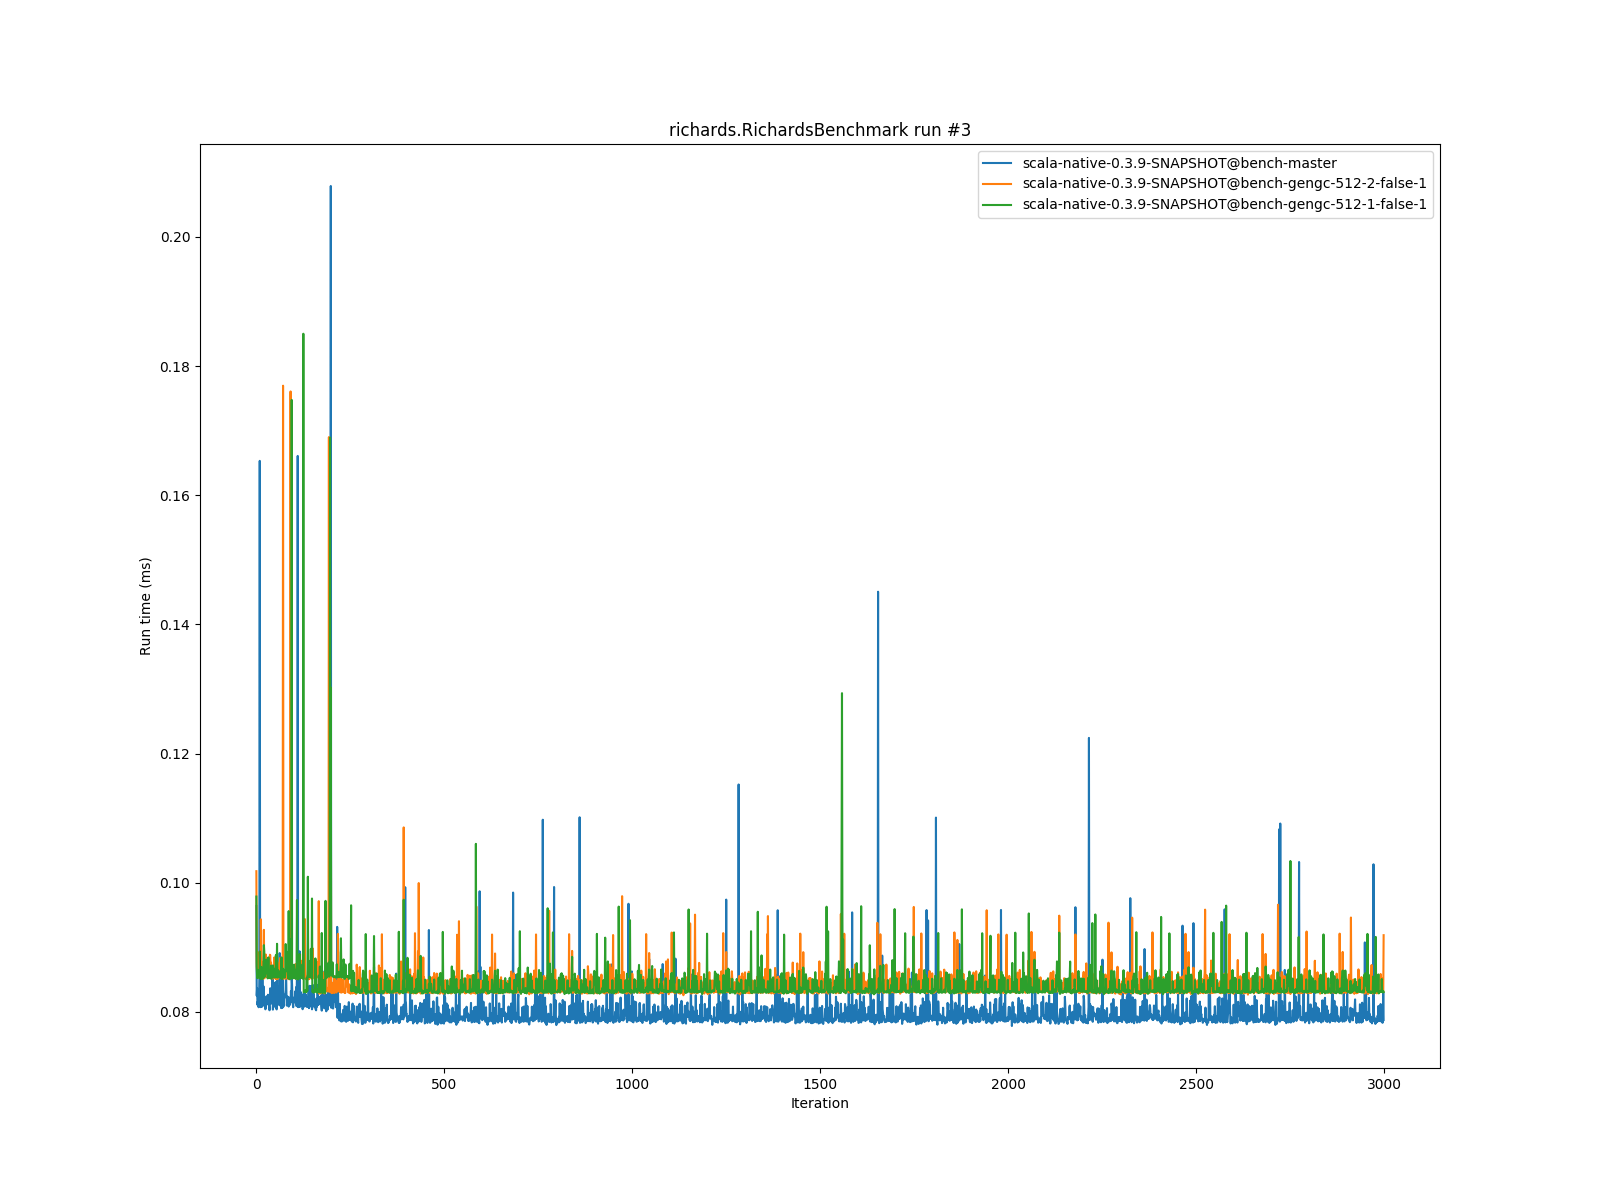 richards.RichardsBenchmark run #3
scala-native-0.3.9-SNAPSHOT@bench-master
scala-native-0.3.9-SNAPSHOT@bench-gengc-512-2-false-1
scala-native-0.3.9-SNAPSHOT@bench-gengc-512-1-false-1
0.20
0.18
0.16
0.14
0.12
0.10
0.08
Run time (ms)
0 500 1000 1500 2000 2500 3000
Iteration